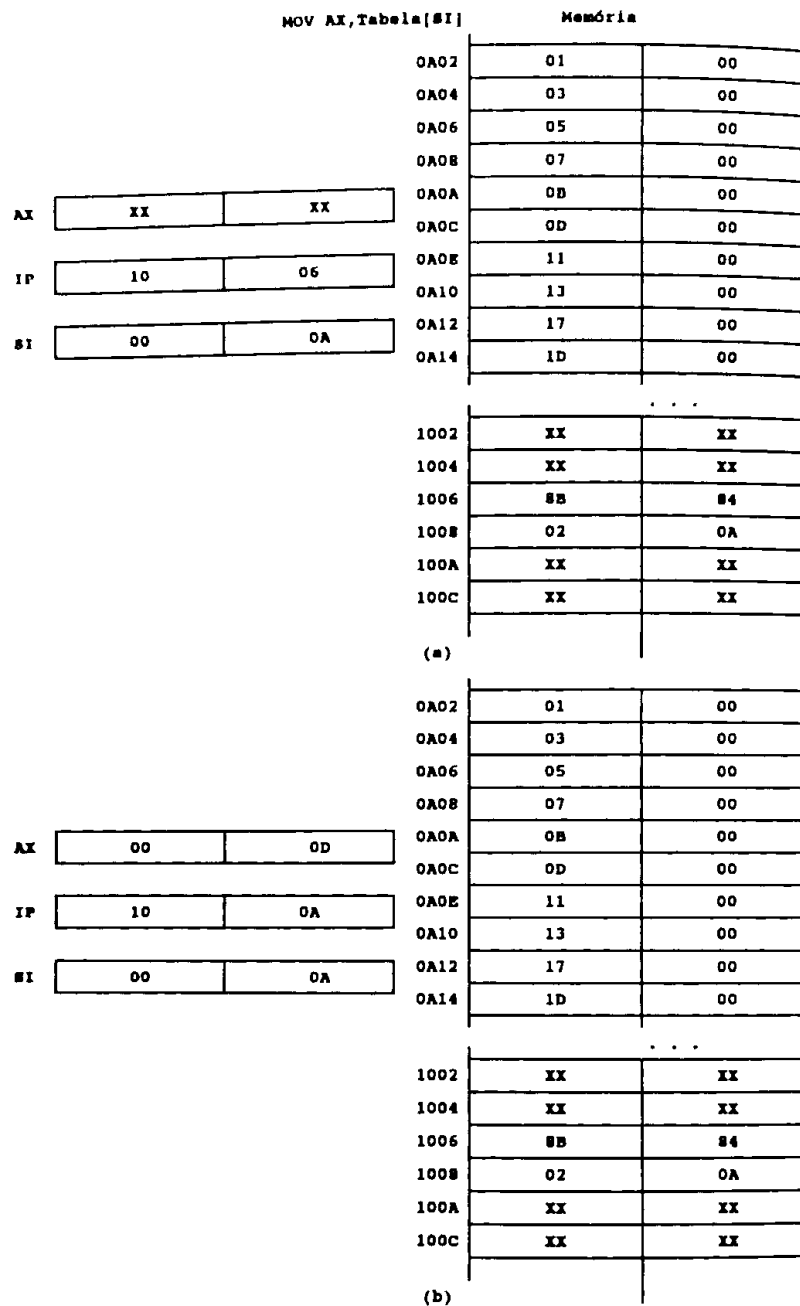 MOV AX,Tabela[SI] Memória
0A02 01 00
0A04 03 00
0A06 05 00
0A08 07 00
0A0A 0B 00
AX XX XX
0A0C 0D 00
0A0E 11 00
IP 10 06
0A10 13 00
0A12 17 00
SI 00 0A
0A14 1D 00
. . .
1002 XX XX
1004 XX XX
1006 8B 84
1008 02 0A
100A XX XX
100C XX XX
(a)
0A02 01 00
0A04 03 00
0A06 05 00
0A08 07 00
AX 00 0D
0A0A 0B 00
0A0C 0D 00
IP 10 0A
0A0E 11 00
0A10 13 00
SI 00 0A
0A12 17 00
0A14 1D 00
. . .
1002 XX XX
1004 XX XX
1006 8B 84
1008 02 0A
100A XX XX
100C XX XX
(b)